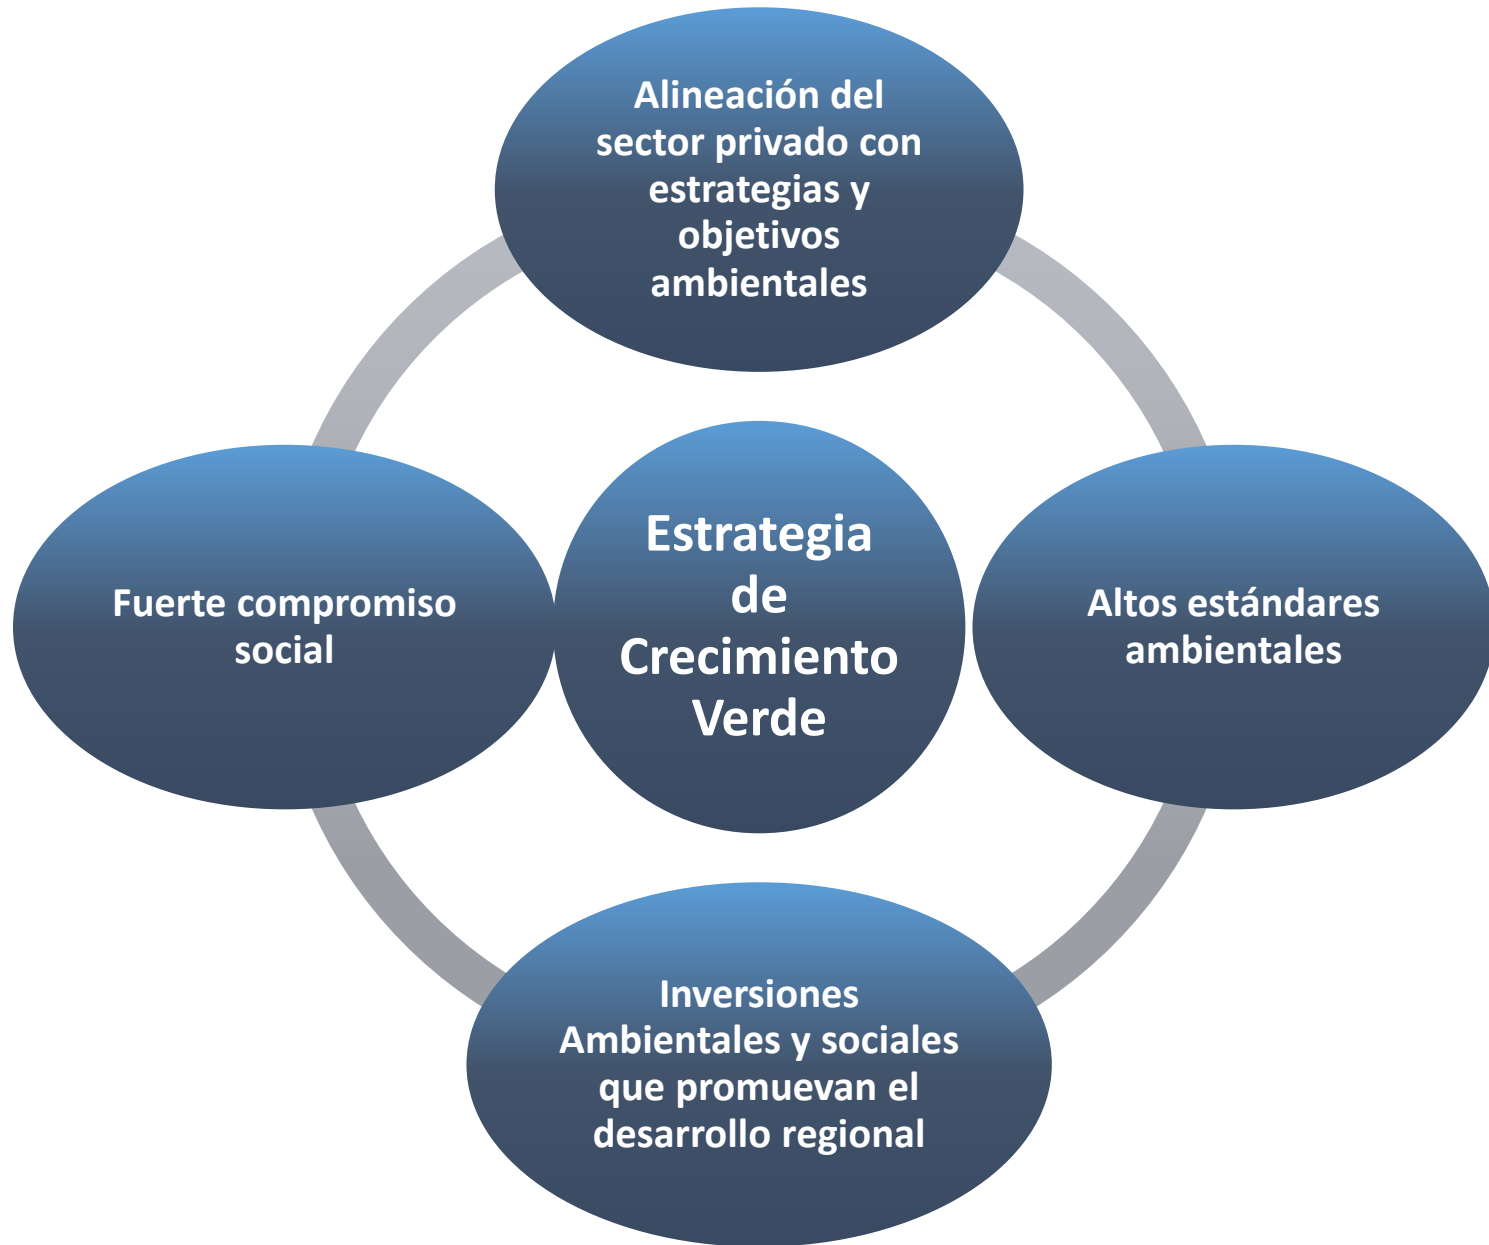 Alineación del
sector privado con
estrategias y
objetivos
ambientales
Fuerte compromiso
social
Estrategia
de
Crecimiento
Verde
Altos estándares
ambientales
Inversiones
Ambientales y sociales
que promuevan el
desarrollo regional